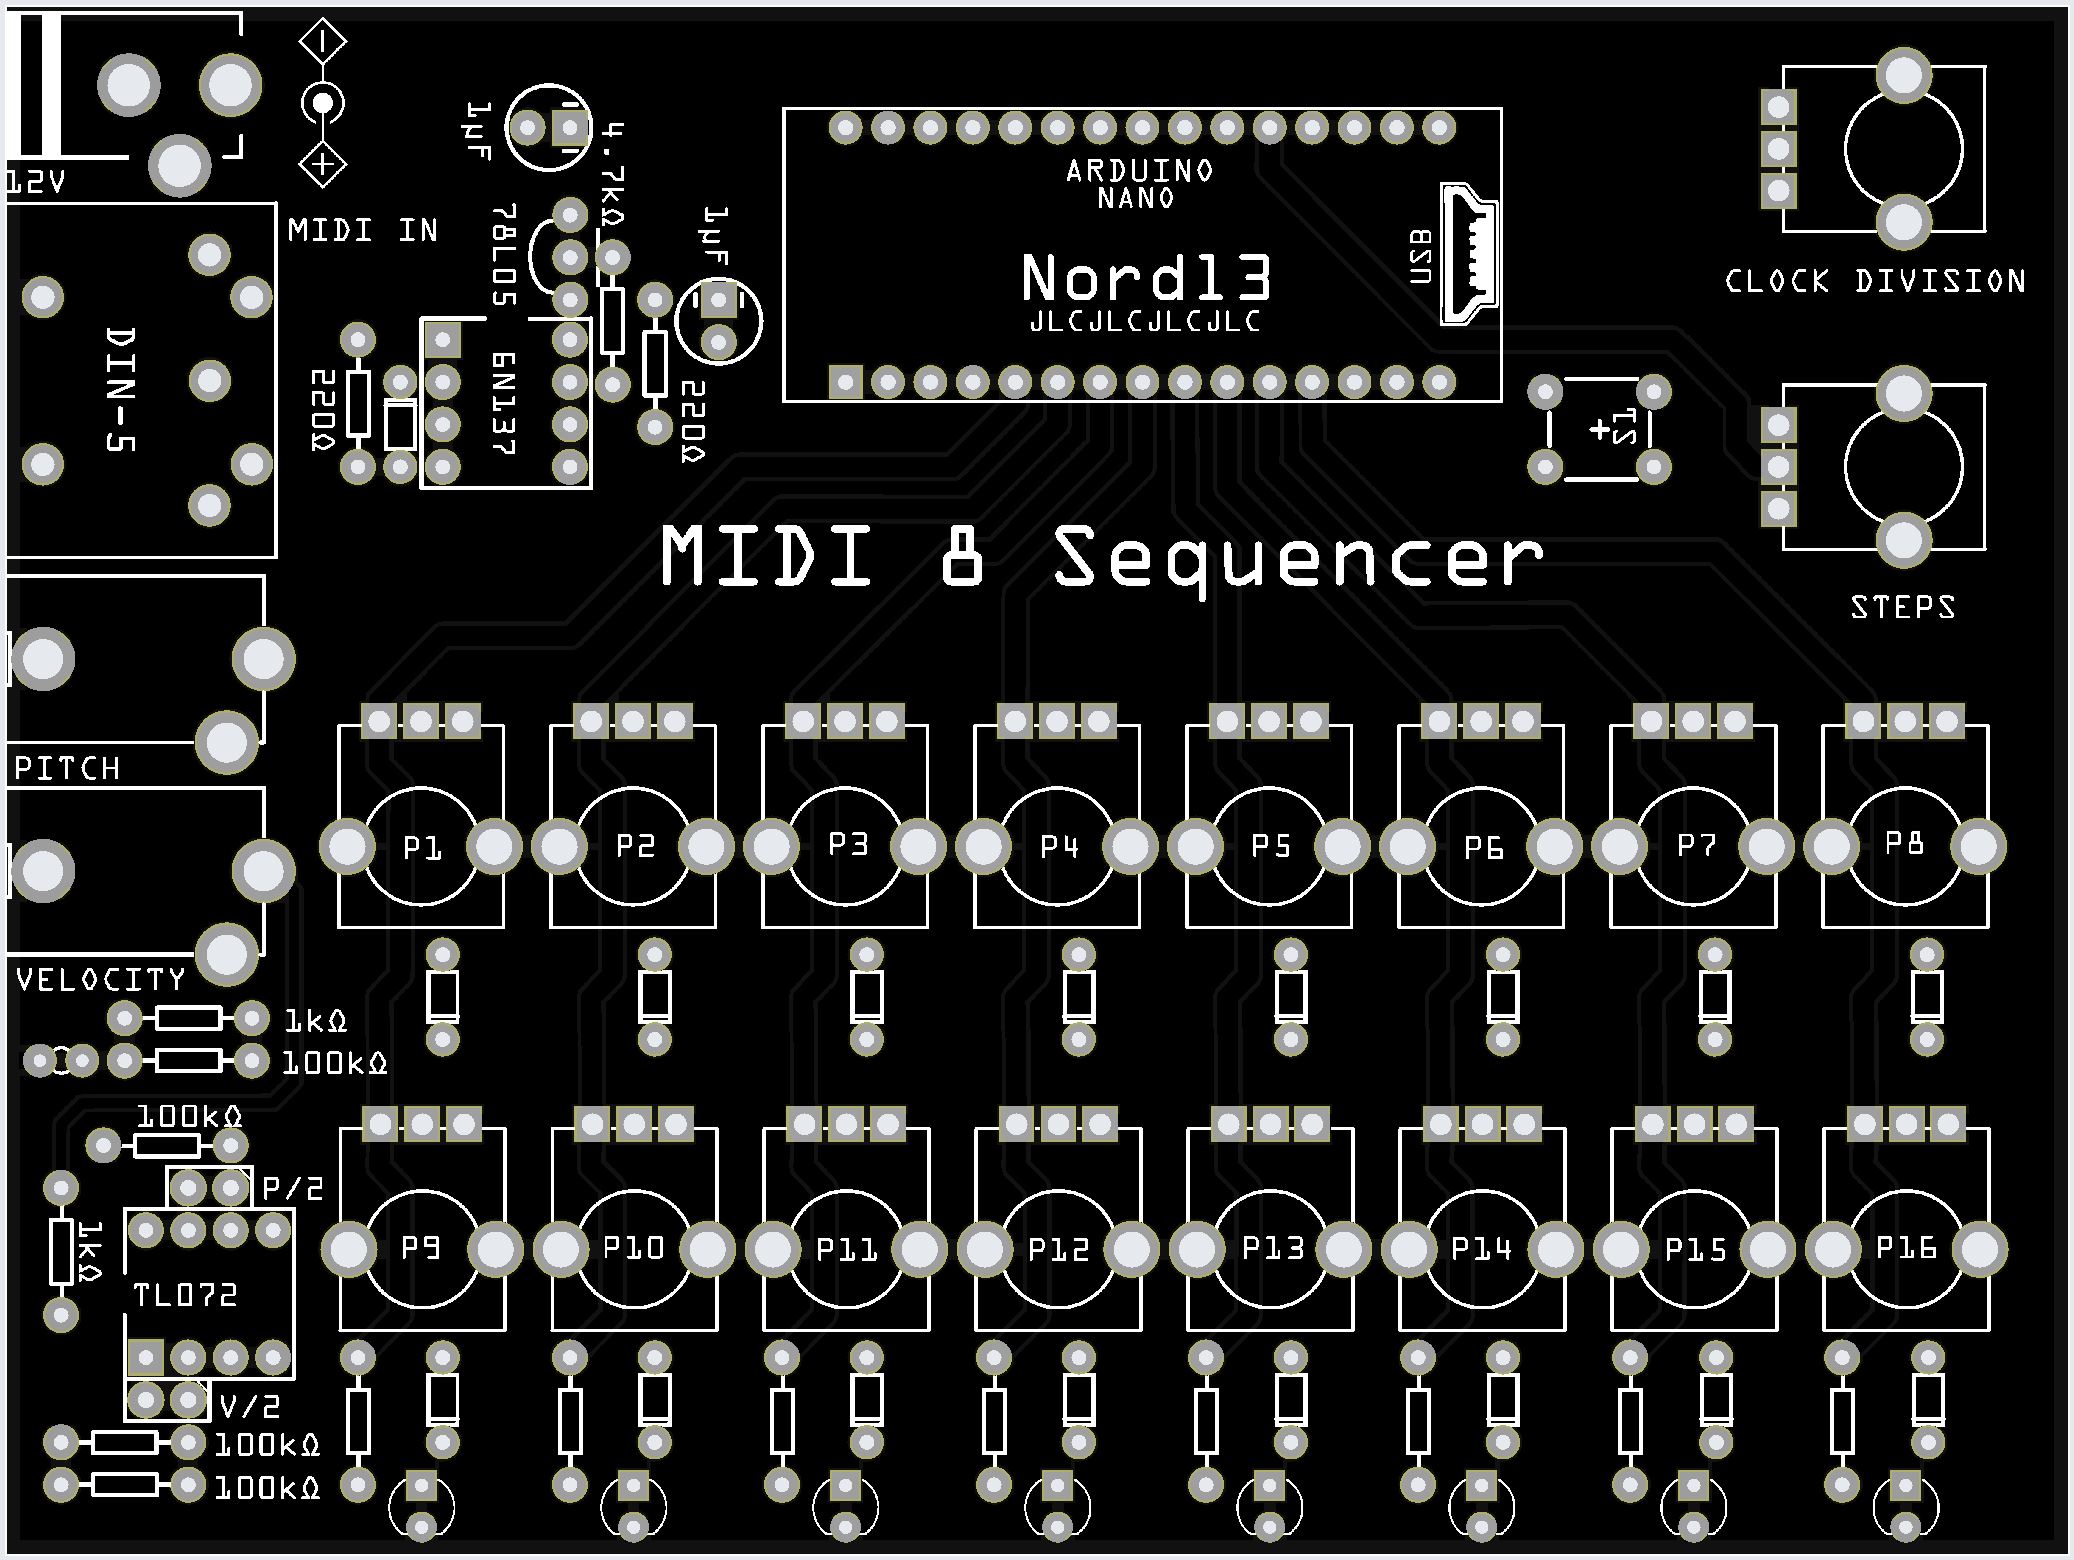 12V
MIDI IN
1µF
4.7kΩ
78L05
1µF
ARDUINO
NANO
Nord13
JLCJLCJLCJLC
USB
CLOCK DIVISION
DIN-5
220Ω
6N137
220Ω
+
S1
MIDI 8 Sequencer
STEPS
PITCH
P1 P2 P3 P4 P5 P6 P7 P8
VELOCITY
1kΩ
100kΩ
100kΩ
P/2
1kΩ
P9 P10 P11 P12 P13 P14 P15 P16
TL072
V/2
100kΩ
100kΩ